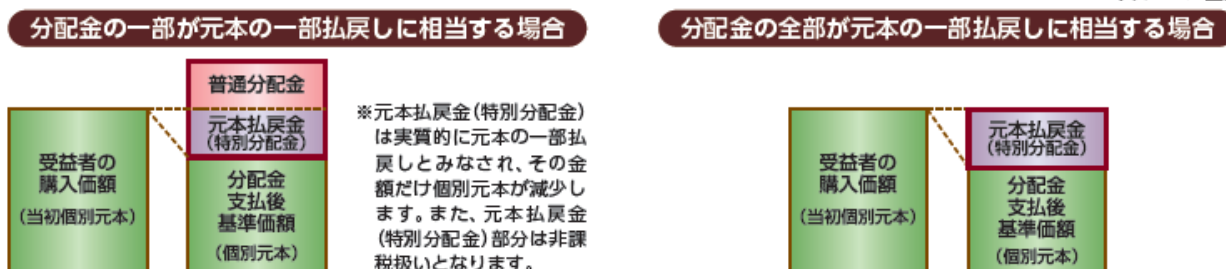 分配金の一部が元本の一部払戻しに相当する場合
普通分配金
元本払戻金
(特別分配金)
受益者の
購入価額
(当初個別元本)
分配金
支払後
基準価額
(個別元本)
※元本払戻金(特別分配金)
は実質的に元本の一部払
戻しとみなされ、その金
額だけ個別元本が減少し
ます。また、元本払戻金
(特別分配金)部分は非課
税扱いとなります。
分配金の全部が元本の一部払戻しに相当する場合
元本払戻金
(特別分配金)
受益者の
購入価額
(当初個別元本)
分配金
支払後
基準価額
(個別元本)